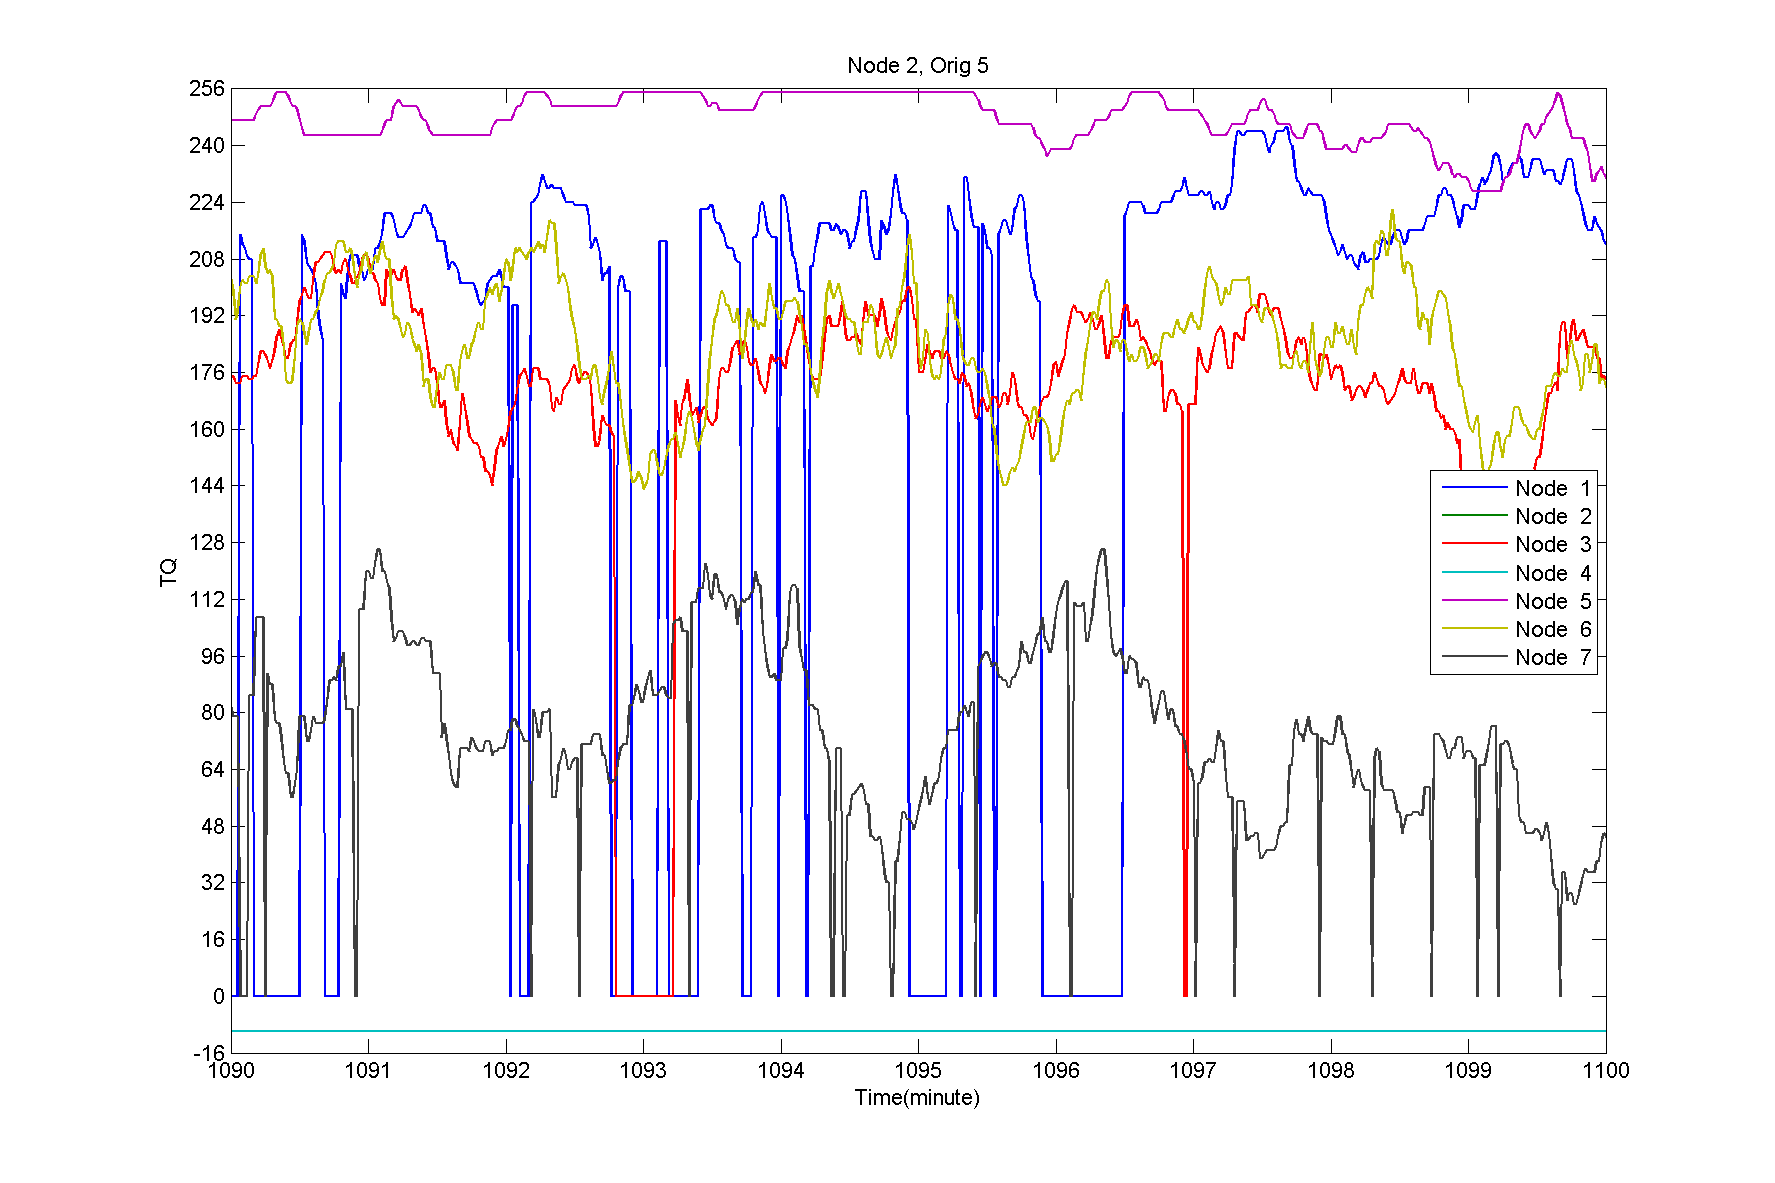 Node 2, Orig 5
256
240
224
208
192
176
160
144
128
112
96
80
64
48
32
16
0
-16
TQ
Node 1
Node 2
Node 3
Node 4
Node 5
Node 6
Node 7
1090 1091 1092 1093 1094 1095 1096 1097 1098 1099 1100
Time(minute)